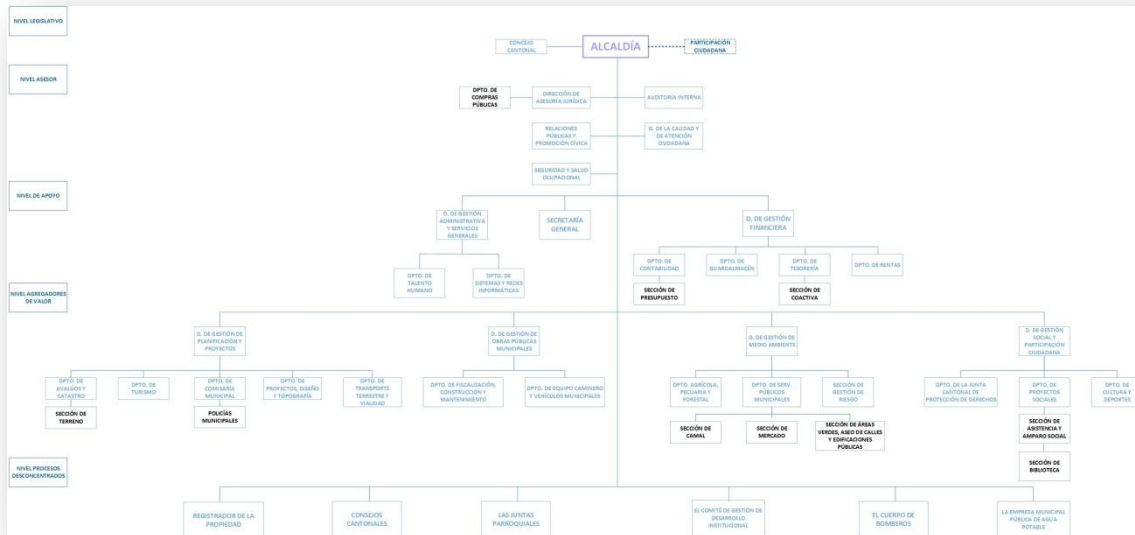 NIVEL LEGISLATIVO
CONCEJO
CANTONAL
ALCALDÍA
PARTICIPACIÓN
CIUDADANA
NIVEL ASESOR
DPTO. DE
COMPRAS
PÚBLICAS
DIRECCIÓN DE
ASESORÍA JURÍDICA
AUDITORÍA INTERNA
RELACIONES
PÚBLICAS Y
PROMOCIÓN CÍVICA
D. DE LA CALIDAD Y
DE ATENCIÓN
CIUDADANA
SEGURIDAD Y SALUD
OCUPACIONAL
NIVEL DE APOYO
D. DE GESTIÓN
ADMINISTRATIVA
Y SERVICIOS
GENERALES
SECRETARÍA
GENERAL
D. DE GESTIÓN
FINANCIERA
DPTO. DE
CONTABILIDAD
DPTO. DE
GUARDALMACÉN
DPTO. DE
TESORERÍA
DPTO. DE RENTAS
DPTO. DE
TALENTO
HUMANO
DPTO. DE
SISTEMAS Y REDES
INFORMÁTICAS
SECCIÓN DE
PRESUPUESTO
SECCIÓN DE
COACTIVA
NIVEL AGREGADORES
DE VALOR
D. DE GESTIÓN DE
PLANIFICACIÓN Y
PROYECTOS
D. DE GESTIÓN DE
OBRAS PÚBLICAS
MUNICIPALES
D. DE GESTIÓN DE
MEDIO AMBIENTE
D. DE GESTIÓN
SOCIAL Y
PARTICIPACIÓN
CIUDADANA
DPTO. DE
AVALÚOS Y
CATASTRO
DPTO. DE
TURISMO
DPTO. DE
COMISARÍA
MUNICIPAL
DPTO. DE
PROYECTOS, DISEÑO
Y TOPOGRAFÍA
DPTO. DE
TRANSPORTE
TERRESTRE Y
VIALIDAD
DPTO. DE FISCALIZACIÓN,
CONSTRUCCIÓN Y
MANTENIMIENTO
DPTO. DE EQUIPO CAMINERO
Y VEHÍCULOS MUNICIPALES
DPTO. AGRÍCOLA,
PECUARIA Y
FORESTAL
DPTO. DE SERV.
PÚBLICOS
MUNICIPALES
SECCIÓN DE
GESTIÓN DE
RIESGO
DPTO. DE LA JUNTA
CANTONAL DE
PROTECCIÓN DE DERECHOS
DPTO. DE
PROYECTOS
SOCIALES
DPTO. DE
CULTURA Y
DEPORTES
SECCIÓN DE
TERRENO
POLICÍAS
MUNICIPALES
SECCIÓN DE
CAMAL
SECCIÓN DE
MERCADO
SECCIÓN DE ÁREAS
VERDES, ASEO DE CALLES
Y EDIFICACIONES
PÚBLICAS
SECCIÓN DE
ASISTENCIA Y
AMPARO SOCIAL
SECCIÓN DE
BIBLIOTECA
NIVEL PROCESOS
DESCONCENTRADOS
REGISTRADOR DE LA
PROPIEDAD
CONSEJOS
CANTONALES
LAS JUNTAS
PARROQUIALES
EL COMITÉ DE GESTIÓN DE
DESARROLLO
INSTITUCIONAL
EL CUERPO DE
BOMBEROS
LA EMPRESA MUNICIPAL
PÚBLICA DE AGUA
POTABLE